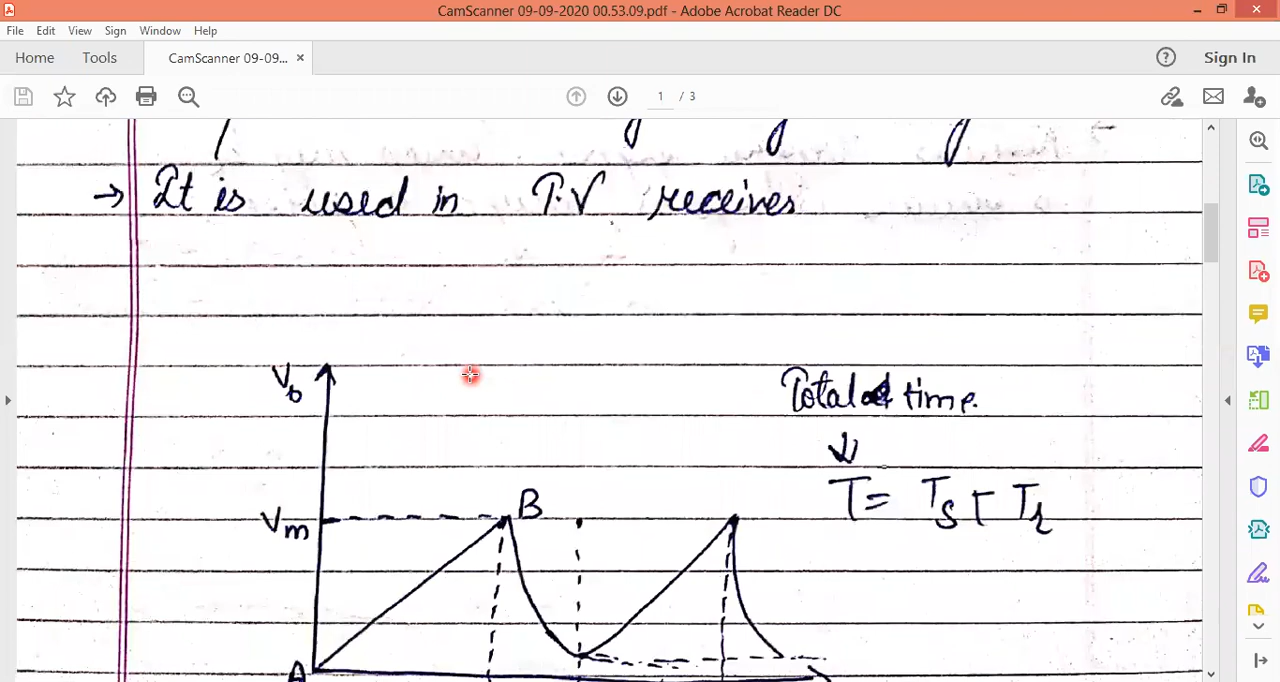 CamScanner 09-09-2020 00.53.09.pdf - Adobe Acrobat Reader DC
File Edit View Sign Window Help
Home Tools CamScanner 09-09... × Sign In
1 / 3
→ It is used in T.V receives
Vo
Total time.
T = Ts + Tr
B
Vm
A